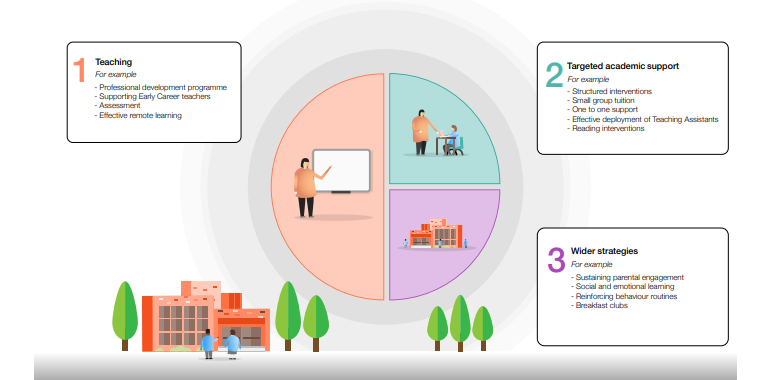 1
Teaching
For example
- Professional development programme
- Supporting Early Career teachers
- Assessment
- Effective remote learning
2
Targeted academic support
For example
- Structured interventions
- Small group tuition
- One to one support
- Effective deployment of Teaching Assistants
- Reading interventions
3
Wider strategies
For example
- Sustaining parental engagement
- Social and emotional learning
- Reinforcing behaviour routines
- Breakfast clubs